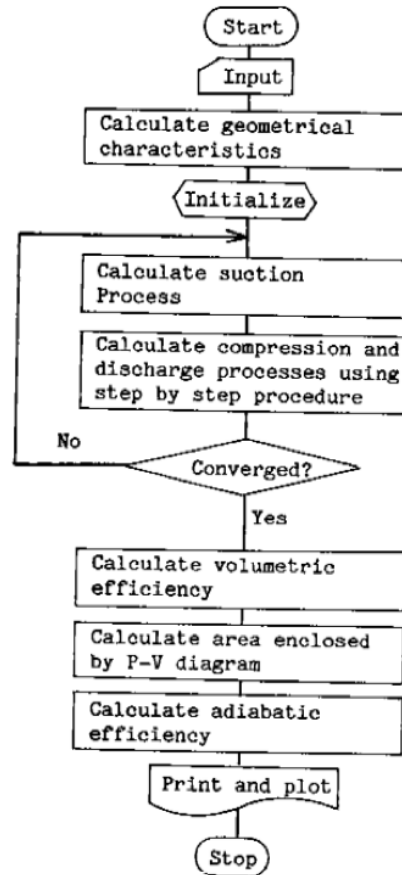 Start
Input
Calculate geometrical
characteristics
Initialize
Calculate suction
Process
Calculate compression and
discharge processes using
step by step procedure
No
Converged?
Yes
Calculate volumetric
efficiency
Calculate area enclosed
by P-V diagram
Calculate adiabatic
efficiency
Print and plot
Stop